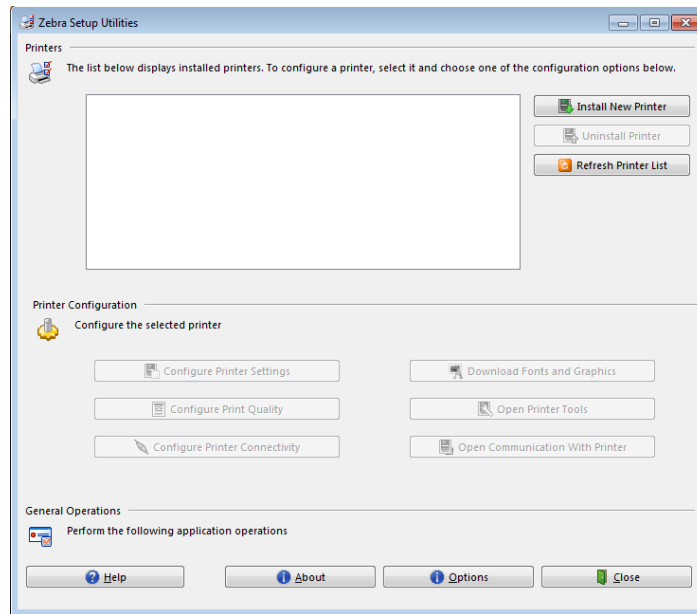 Zebra Setup Utilities
Printers
The list below displays installed printers. To configure a printer, select it and choose one of the configuration options below.
Install New Printer
Uninstall Printer
Refresh Printer List
Printer Configuration
Configure the selected printer
Configure Printer Settings
Download Fonts and Graphics
Configure Print Quality
Open Printer Tools
Configure Printer Connectivity
Open Communication With Printer
General Operations
Perform the following application operations
Help
About
Options
Close